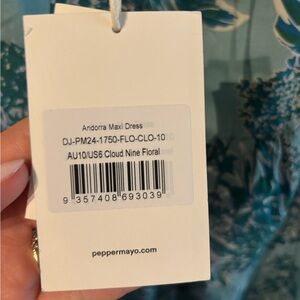 Andorra Maxi Dress
DJ-PM24-1750-FLO-CLO-10
AU10/US6 Cloud Nine Floral
9 357408 693039
peppermayo.com